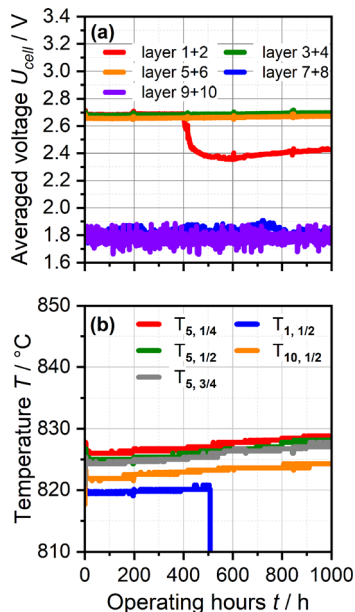 Averaged voltage U_cell / V
3.4
3.2
3.0
2.8
2.6
2.4
2.2
2.0
1.8
1.6
(a)
layer 1+2
layer 3+4
layer 5+6
layer 7+8
layer 9+10
Temperature T / °C
850
840
830
820
810
(b)
T5, 1/4
T1, 1/2
T5, 1/2
T10, 1/2
T5, 3/4
0 200 400 600 800 1000
Operating hours t / h